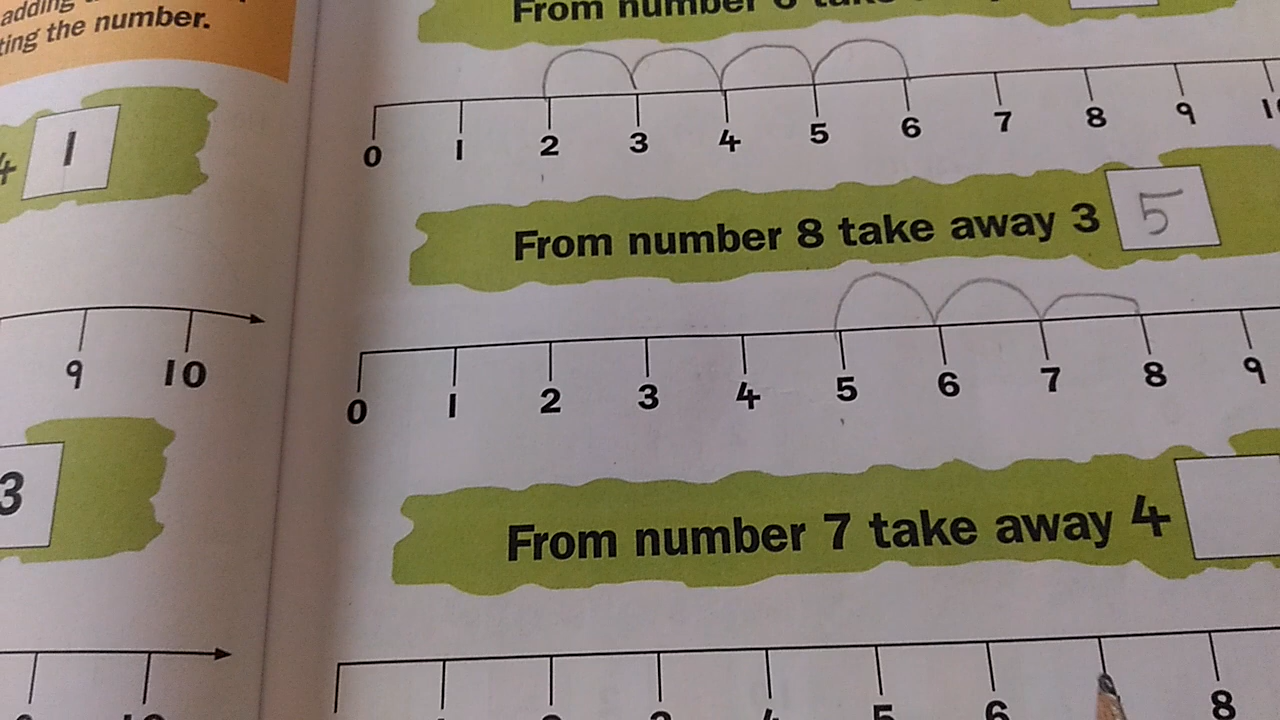 adding
ting the number.
From number
1
0 1 2 3 4 5 6 7 8 9
From number 8 take away 3 5
9 10
0 1 2 3 4 5 6 7 8 9
3
From number 7 take away 4
5 6 8